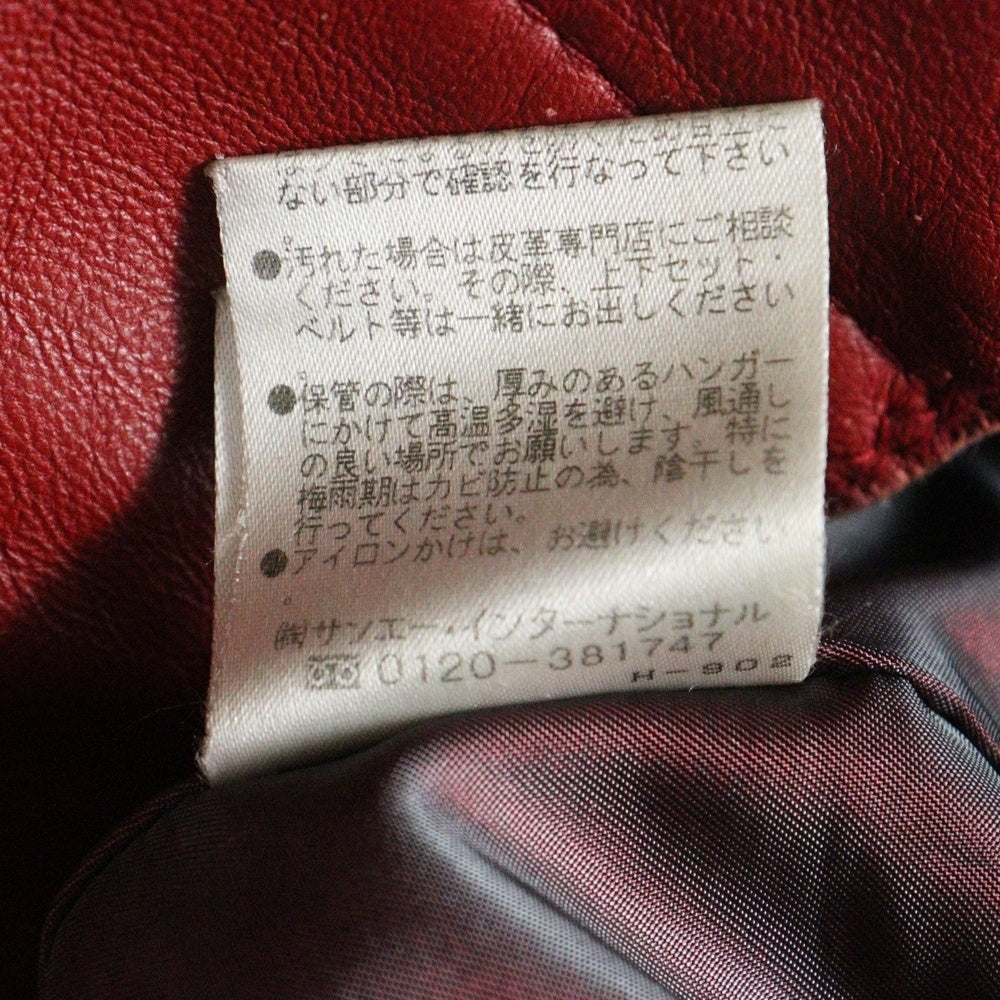 ない部分で確認を行なって下さい
。
●汚れた場合は皮革専門店にご相談
ください。その際、上下セット・
ベルト等は一緒にお出しください
。
●保管の際は、厚みのあるハンガー
にかけて高温多湿を避け、風通し
の良い場所でお願いします。特に
梅雨期はカビ防止の為、陰干しを
行ってください。
●アイロンかけは、お避けください
。
㈱サンエー・インターナショナル
0120-381747
H-902